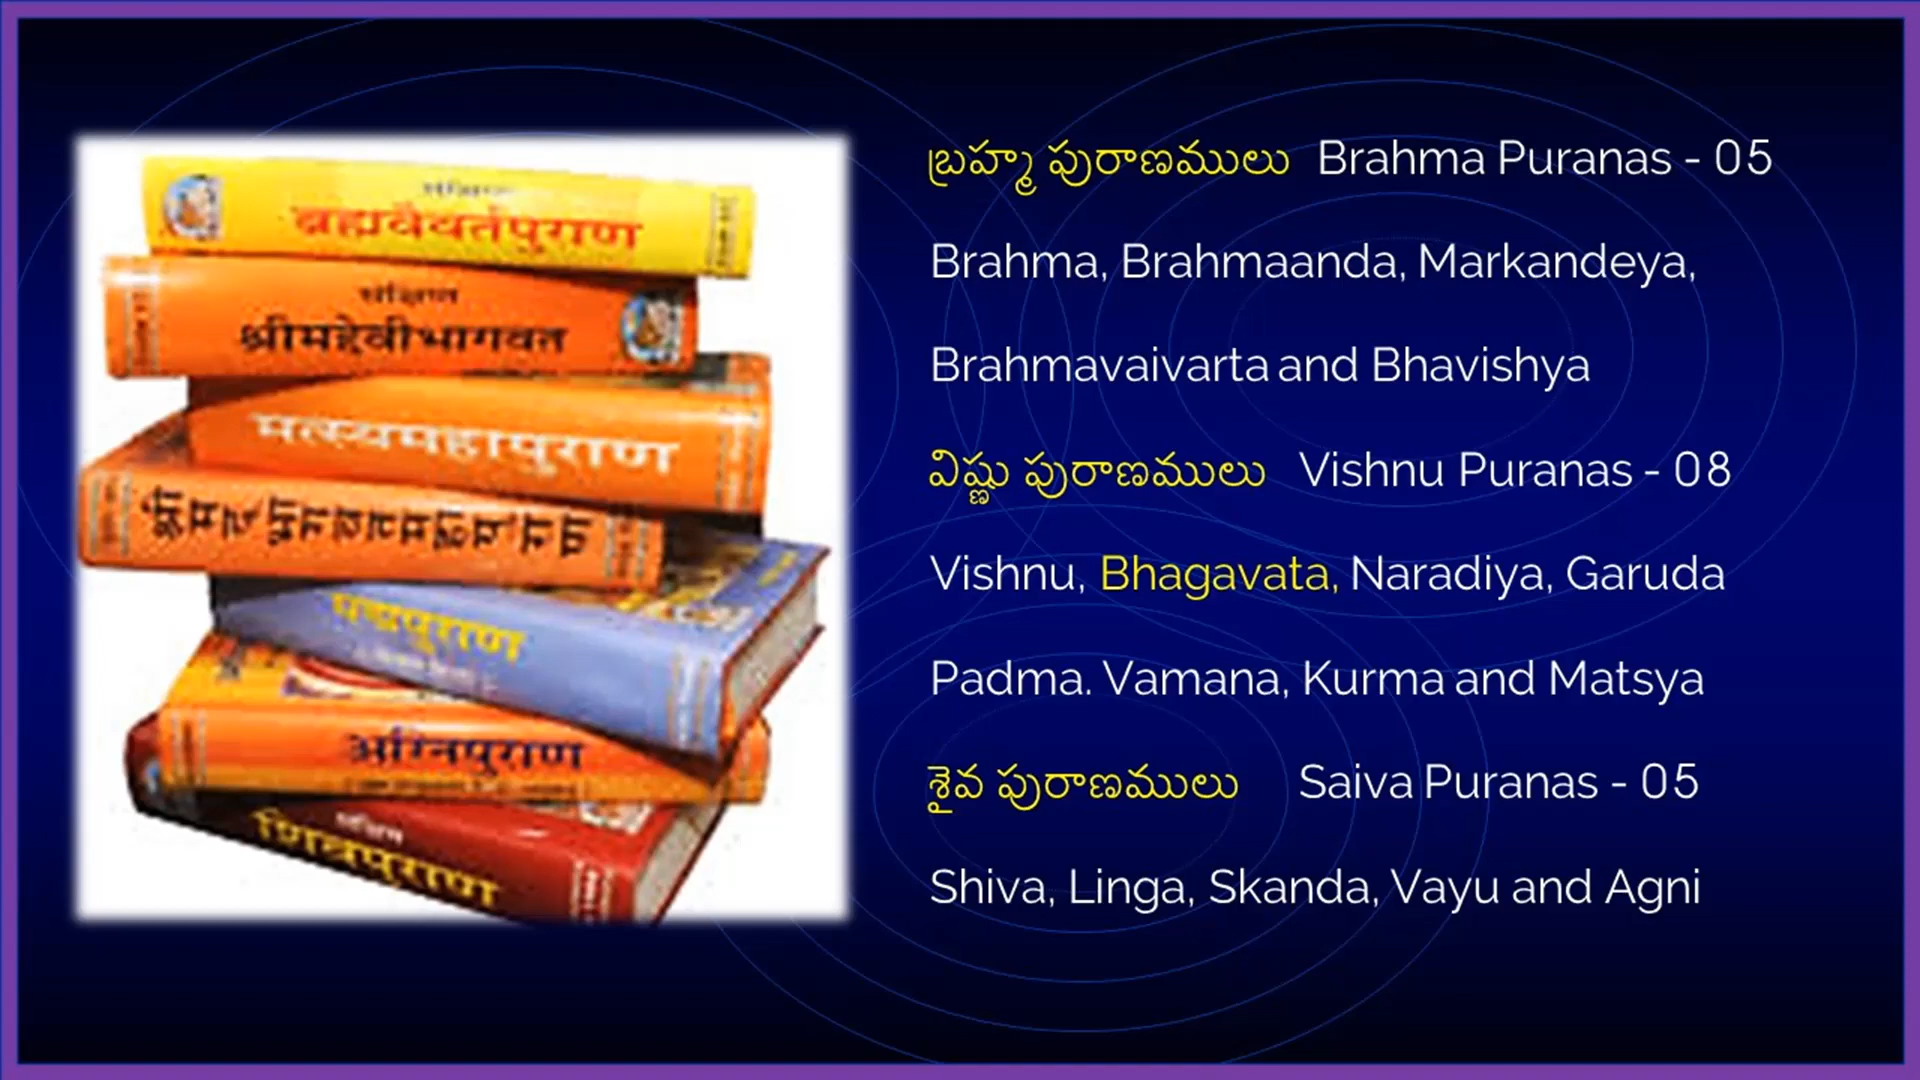 संक्षिप्त
ब्रह्मवैवर्तपुराण
संक्षिप्त
श्रीमद्देवीभागवत
मत्स्यमहापुराण
श्रीमद्भागवतमहापुराण
पद्मपुराण
अग्निपुराण
संक्षिप्त
शिवपुराण
బ్రహ్మ పురాణములు Brahma Puranas - 05
Brahma, Brahmaanda, Markandeya,
Brahmavaivarta and Bhavishya
విష్ణు పురాణములు Vishnu Puranas - 08
Vishnu, Bhagavata, Naradiya, Garuda
Padma. Vamana, Kurma and Matsya
శైవ పురాణములు Saiva Puranas - 05
Shiva, Linga, Skanda, Vayu and Agni